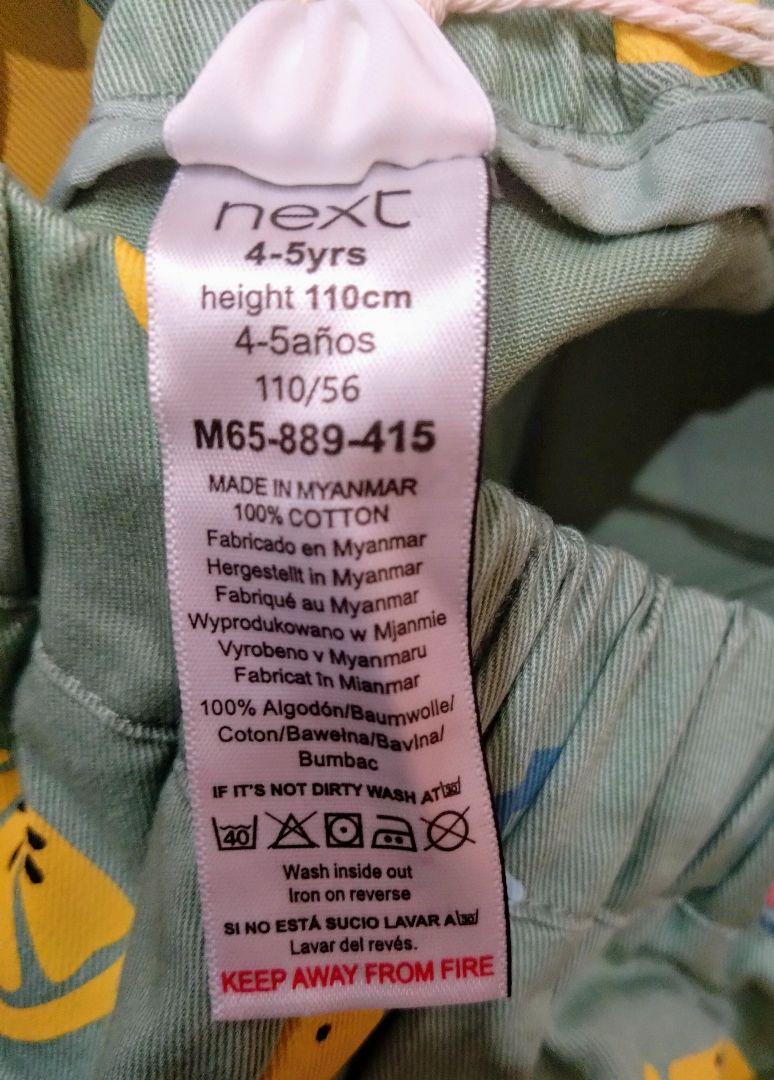 next
4-5yrs
height 110cm
4-5años
110/56
M65-889-415
MADE IN MYANMAR
100% COTTON
Fabricado en Myanmar
Hergestellt in Myanmar
Fabriqué au Myanmar
Wyprodukowano w Mjanmie
Vyrobeno v Myanmaru
Fabricat în Mianmar
100% Algodón/Baumwolle/
Coton/Bawełna/Bavlna/
Bumbac
IF IT'S NOT DIRTY WASH AT 30
40
Wash inside out
Iron on reverse
SI NO ESTÁ SUCIO LAVAR A 30
Lavar del revés.
KEEP AWAY FROM FIRE